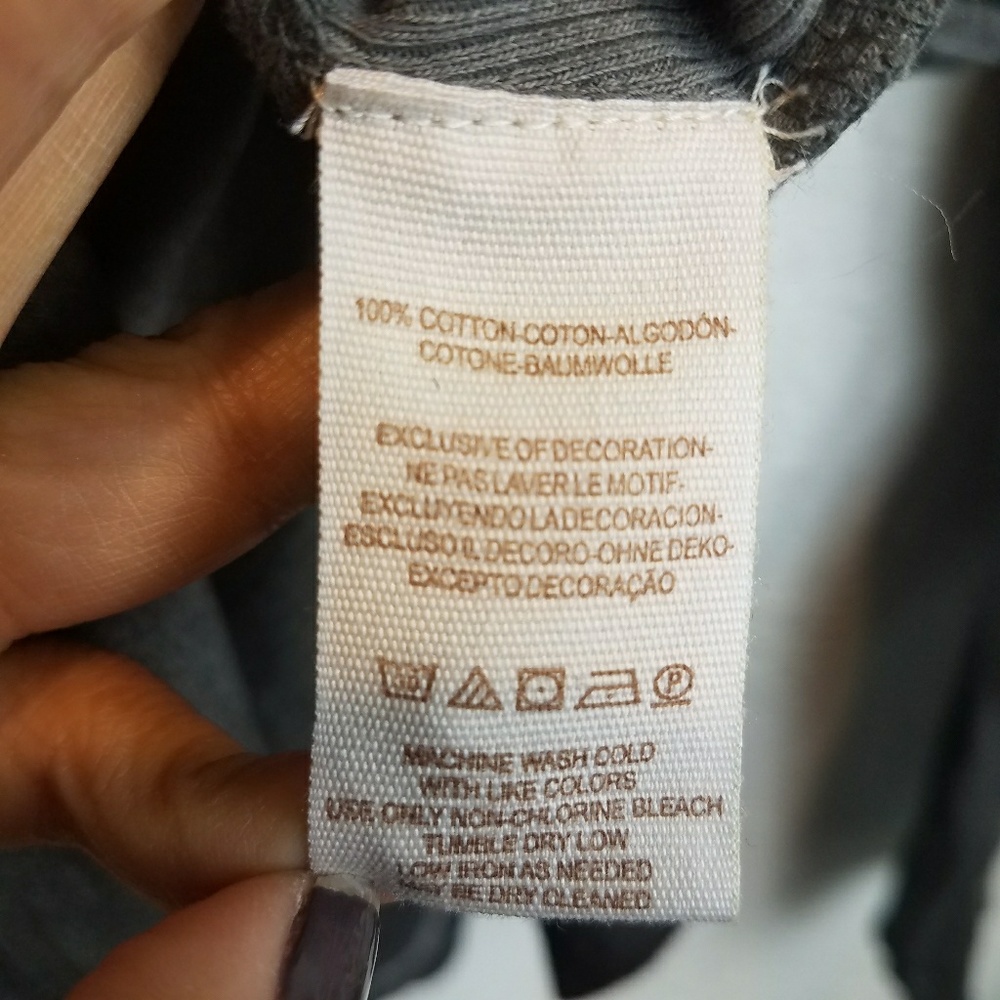 100% COTTON-COTON-ALGODÓN-
COTONE-BAUMWOLLE
EXCLUSIVE OF DECORATION-
NE PAS LAVER LE MOTIF-
EXCLUYENDO LA DECORACION-
ESCLUSO IL DECORO-OHNE DEKO-
EXCEPTO DECORAÇÃO
P
MACHINE WASH COLD
WITH LIKE COLORS
USE ONLY NON-CHLORINE BLEACH
TUMBLE DRY LOW
LOW IRON AS NEEDED
BE DRY CLEANED